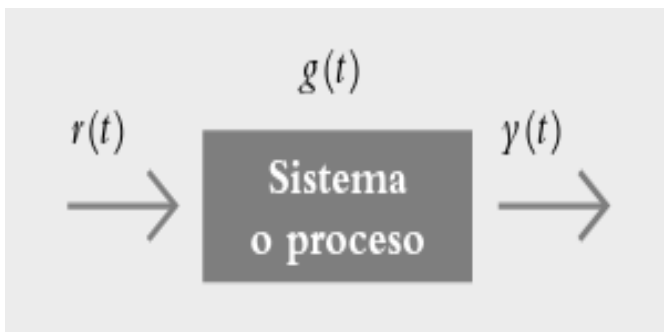 g(t)
r(t)
y(t)
Sistema
o proceso